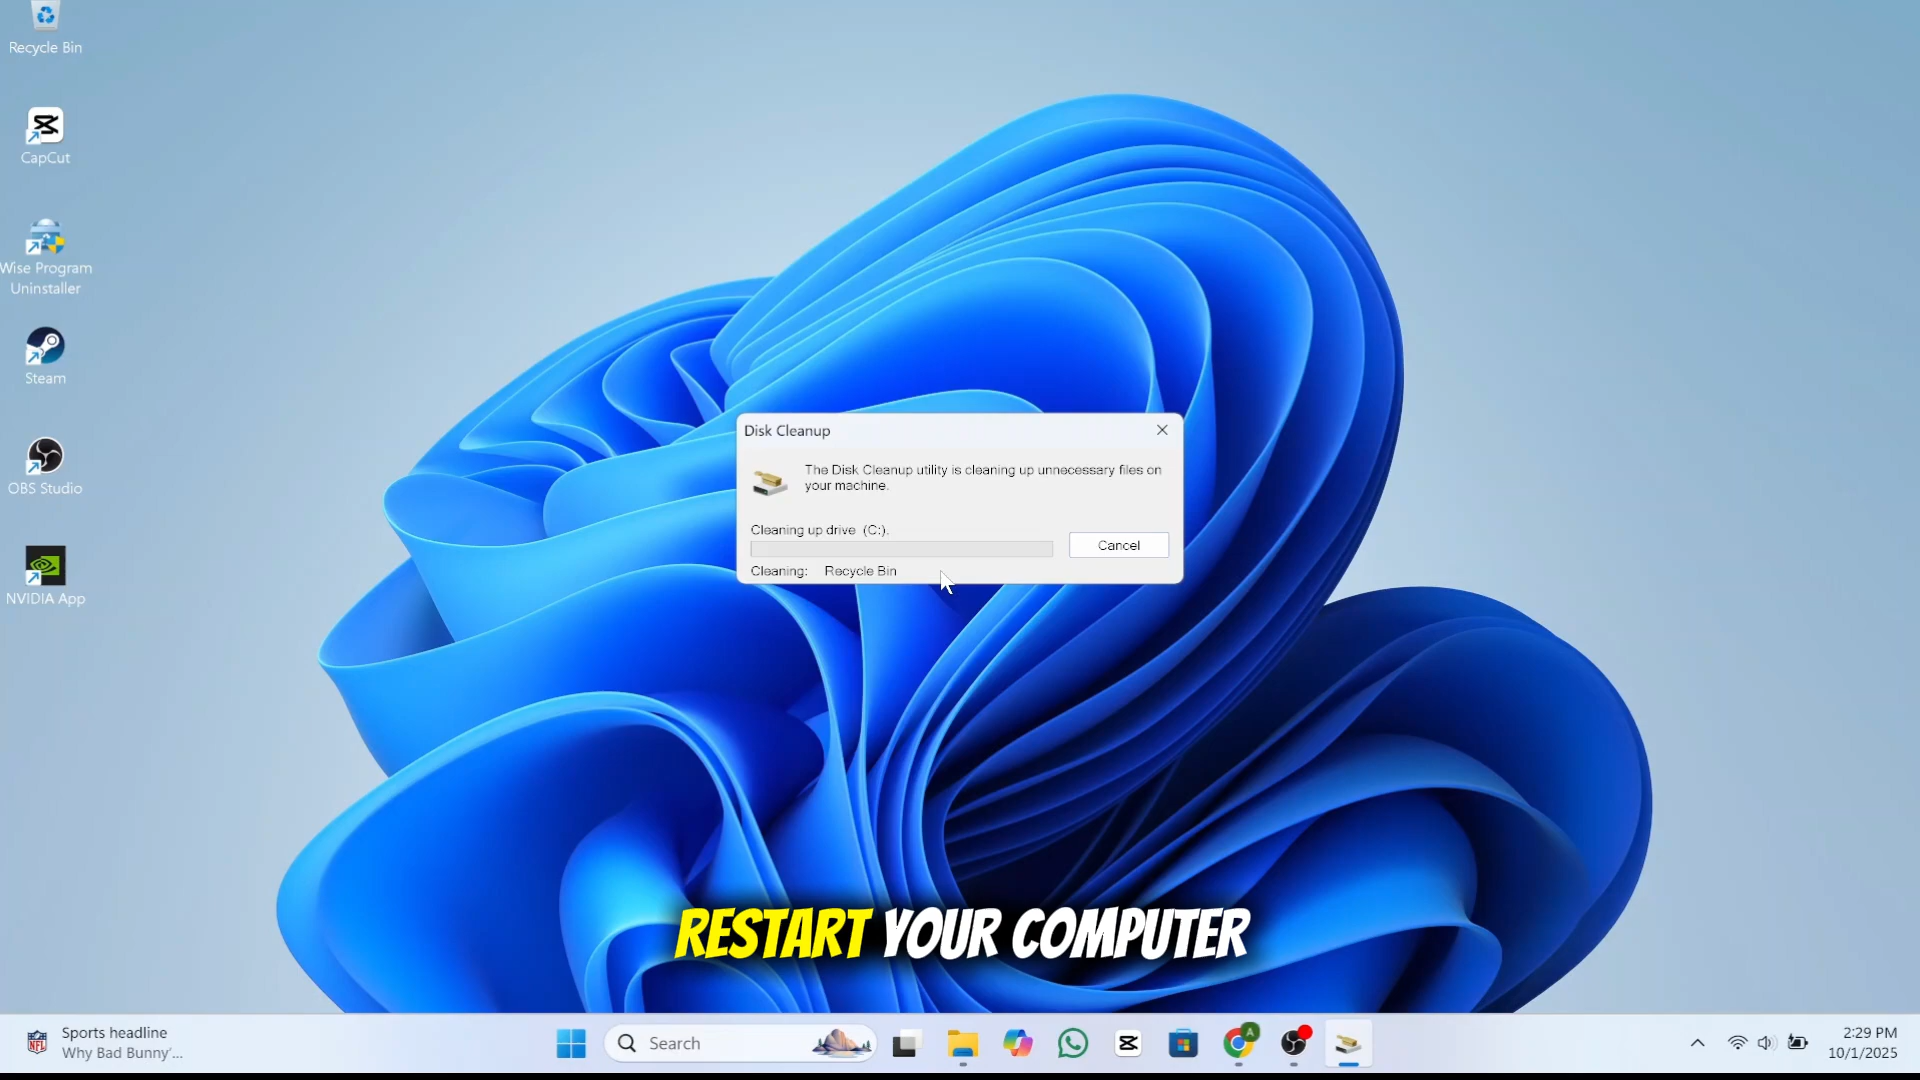 Recycle Bin
CapCut
Wise Program
Uninstaller
Steam
OBS Studio
NVIDIA App
Disk Cleanup
The Disk Cleanup utility is cleaning up unnecessary files on
your machine.
Cleaning up drive (C:).
Cancel
Cleaning: Recycle Bin
RESTART YOUR COMPUTER
NFL
Sports headline
Why Bad Bunny'...
Search
A
2:29 PM
10/1/2025